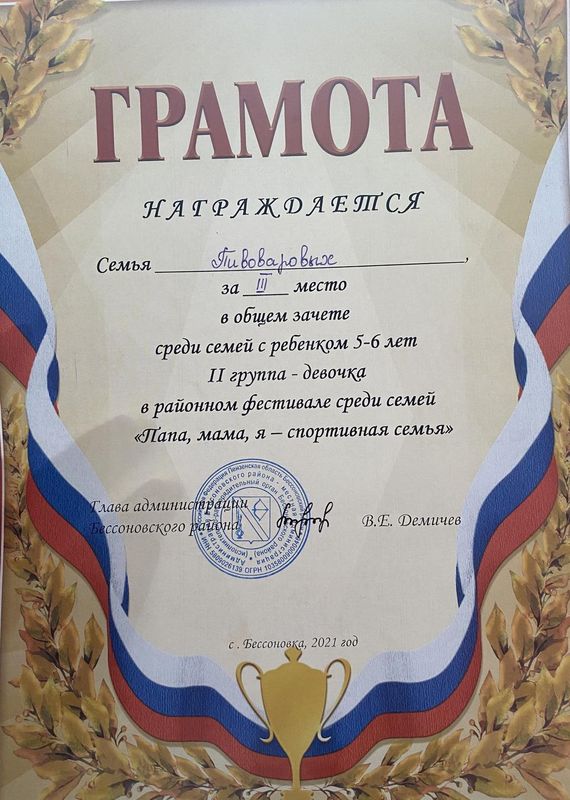 ГРАМОТА
НАГРАЖДАЕТСЯ
Семья Пивоваровых,
за III место
в общем зачете
среди семей с ребенком 5-6 лет
II группа - девочка
в районном фестивале среди семей
«Папа, мама, я – спортивная семья»
Глава администрации
Бессоновского района
В.Е. Демичев
с . Бессоновка, 2021 год